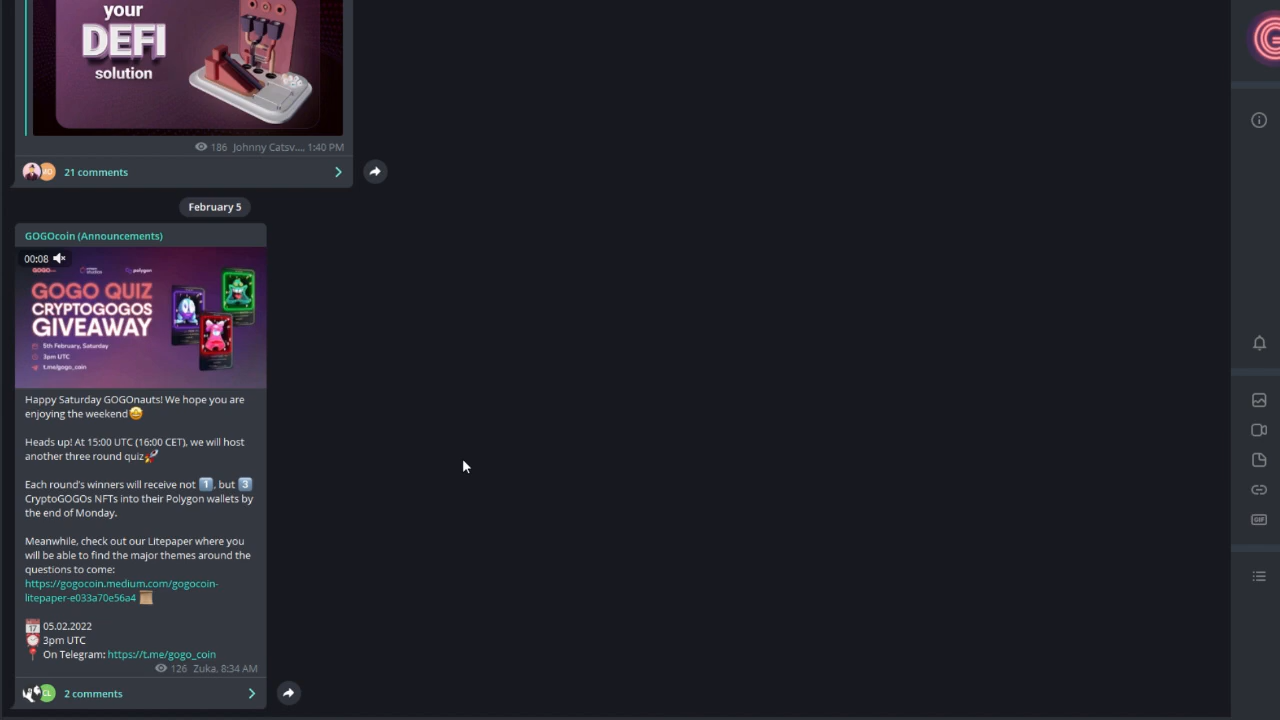 your
DEFI
solution
186 Johnny Catsv..., 1:40 PM
21 comments
February 5
GOGOcoin (Announcements)
00:08
GOGO
polygon
GOGO QUIZ
CRYPTOGOGOS
GIVEAWAY
5th February, Saturday
3pm UTC
t.me/gogo_coin
Happy Saturday GOGOnauts! We hope you are
enjoying the weekend🤩
Heads up! At 15:00 UTC (16:00 CET), we will host
another three round quiz🚀
Each round's winners will receive not 1️⃣, but 3️⃣
CryptoGOGOs NFTs into their Polygon wallets by
the end of Monday.
Meanwhile, check out our Litepaper where you
will be able to find the major themes around the
questions to come:
https://gogocoin.medium.com/gogocoin-
litepaper-e033a70e56a4
05.02.2022
3pm UTC
On Telegram: https://t.me/gogo_coin
126 Zuka, 8:34 AM
CL
2 comments
GIF